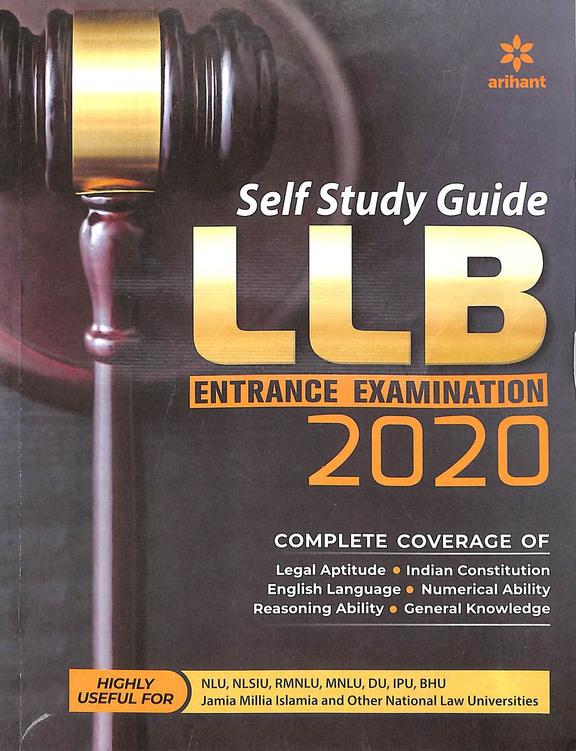 arihant
Self Study Guide
LLB
ENTRANCE EXAMINATION
2020
COMPLETE COVERAGE OF
Legal Aptitude • Indian Constitution
English Language • Numerical Ability
Reasoning Ability • General Knowledge
HIGHLY
USEFUL FOR
NLU, NLSIU, RMNLU, MNLU, DU, IPU, BHU
Jamia Millia Islamia and Other National Law Universities